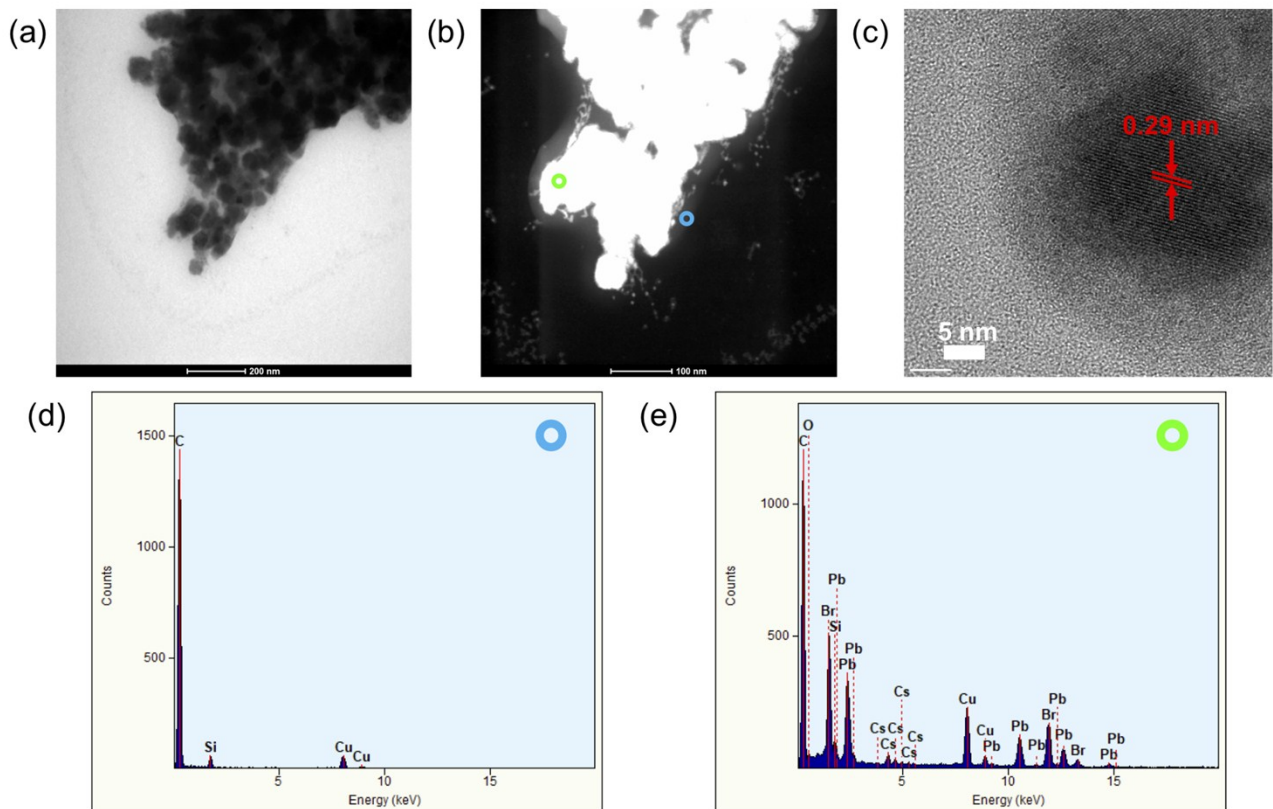 (a)
(b)
(c)
0.29 nm
200 nm
100 nm
5 nm
(d)
1500
1000
500
Counts
C
Si
Cu
Cu
5
10
15
Energy (keV)
(e)
1000
500
Counts
O
C
Pb
Br
Si
Pb
Pb
Cs
Cs
Cs
Cs
Cs
Cs
Cu
Cu
Pb
Pb
Pb
Br
Pb
Pb
Br
Pb
Pb
5
10
15
Energy (keV)